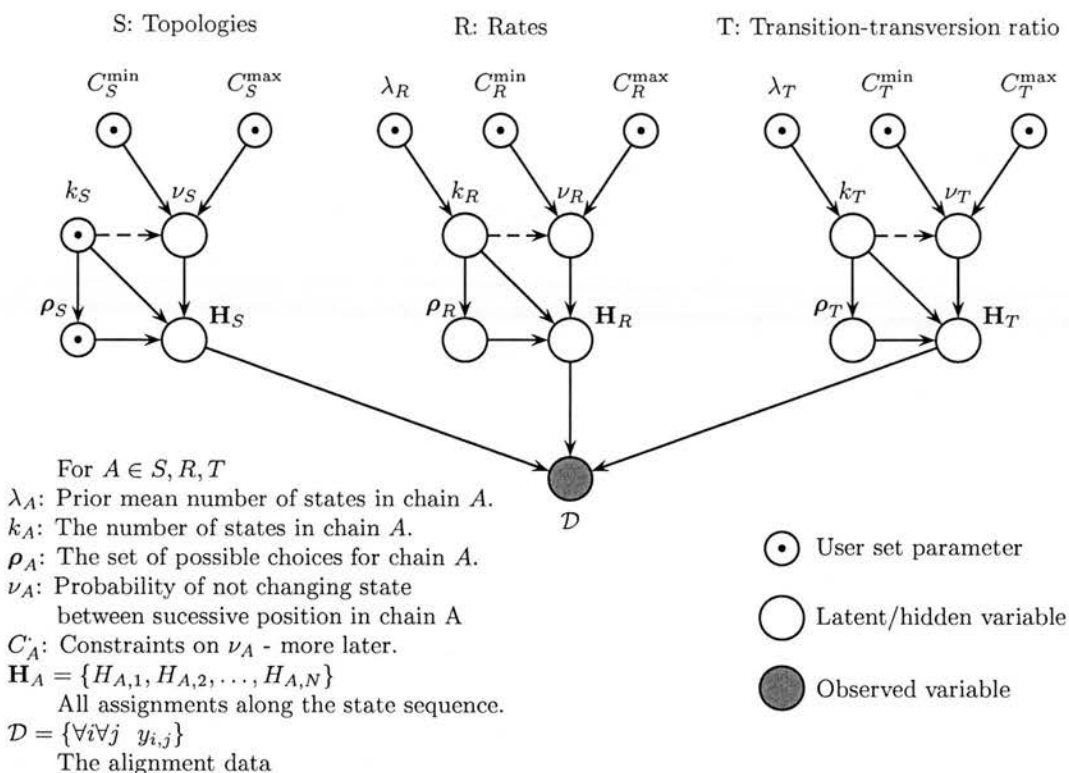 S: Topologies R: Rates T: Transition-transversion ratio
C_S^min C_S^max λ_R C_R^min C_R^max λ_T C_T^min C_T^max
k_S ν_S k_R ν_R k_T ν_T
ρ_S H_S ρ_R H_R ρ_T H_T
D
For A ∈ S, R, T
λ_A: Prior mean number of states in chain A.
k_A: The number of states in chain A.
ρ_A: The set of possible choices for chain A.
ν_A: Probability of not changing state
between sucessive position in chain A
C_A^·: Constraints on ν_A - more later.
H_A = {H_{A,1}, H_{A,2}, . . . , H_{A,N}}
All assignments along the state sequence.
D = {∀i∀j y_{i,j}}
The alignment data
User set parameter
Latent/hidden variable
Observed variable